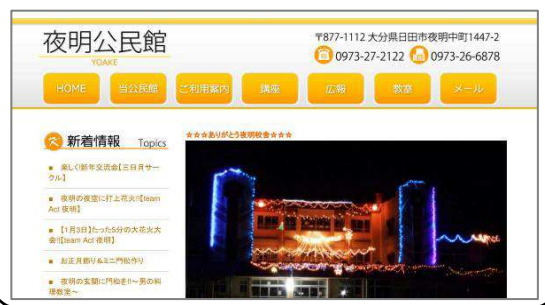 夜明公民館
YOAKE
〒877-1112 大分県日田市夜明中町1447-2
0973-27-2122 0973-26-6878
HOME 当公民館 ご利用案内 講座 広報 教室 メール
新着情報 Topics
楽しく!新年交流会【三日月サー
クル】
夜明の夜空に打上花火!!【team
Act 夜明】
【1月3日】たった5分の大花火大
会!!【team Act 夜明】
お正月飾り&ミニ門松作り
夜明の玄関に門松を!!~男の料
理教室~
☆☆☆ありがとう夜明校舎☆☆☆